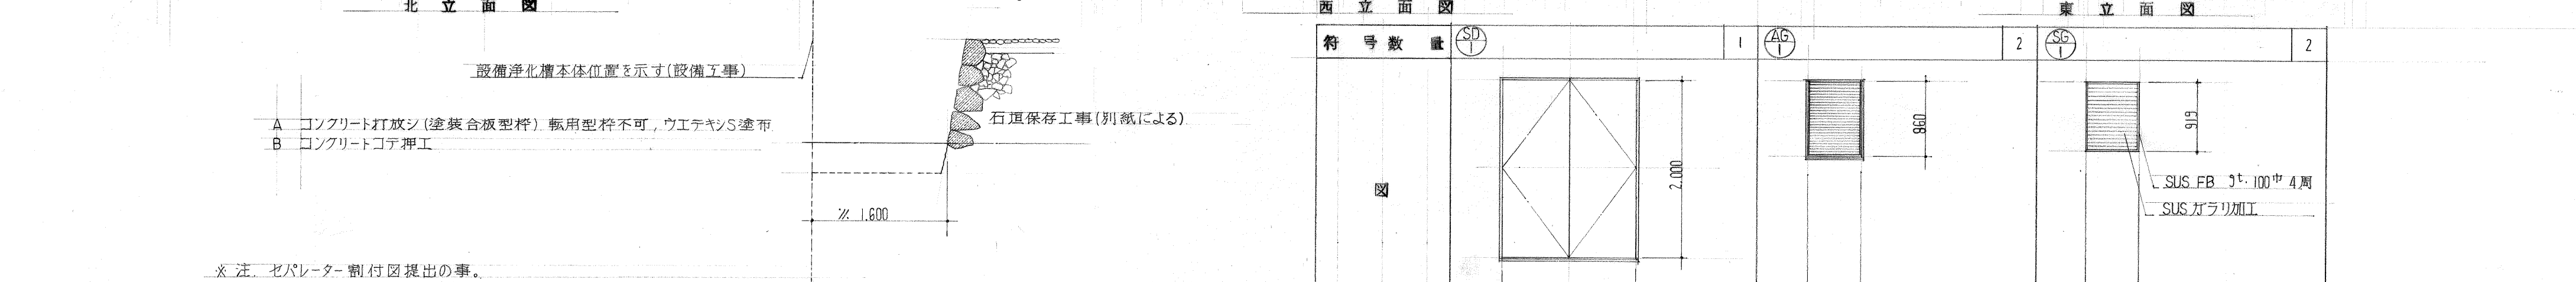 北立面図
西立面図
東立面図
設備浄化槽本体位置を示す(設備工事)
A コンクリート打放シ(塗装合板型枠)転用型枠不可,ウエテキシS塗布
B コンクリートコテ押工
石垣保存工事(別紙による)
1.600
※注. セパレーター割付図提出の事。
符号数量
SD
1
1
AG
1
2
SG
1
2
図
2.000
860
619
SUS FB 9t. 100巾 4周
SUSガラリ加工